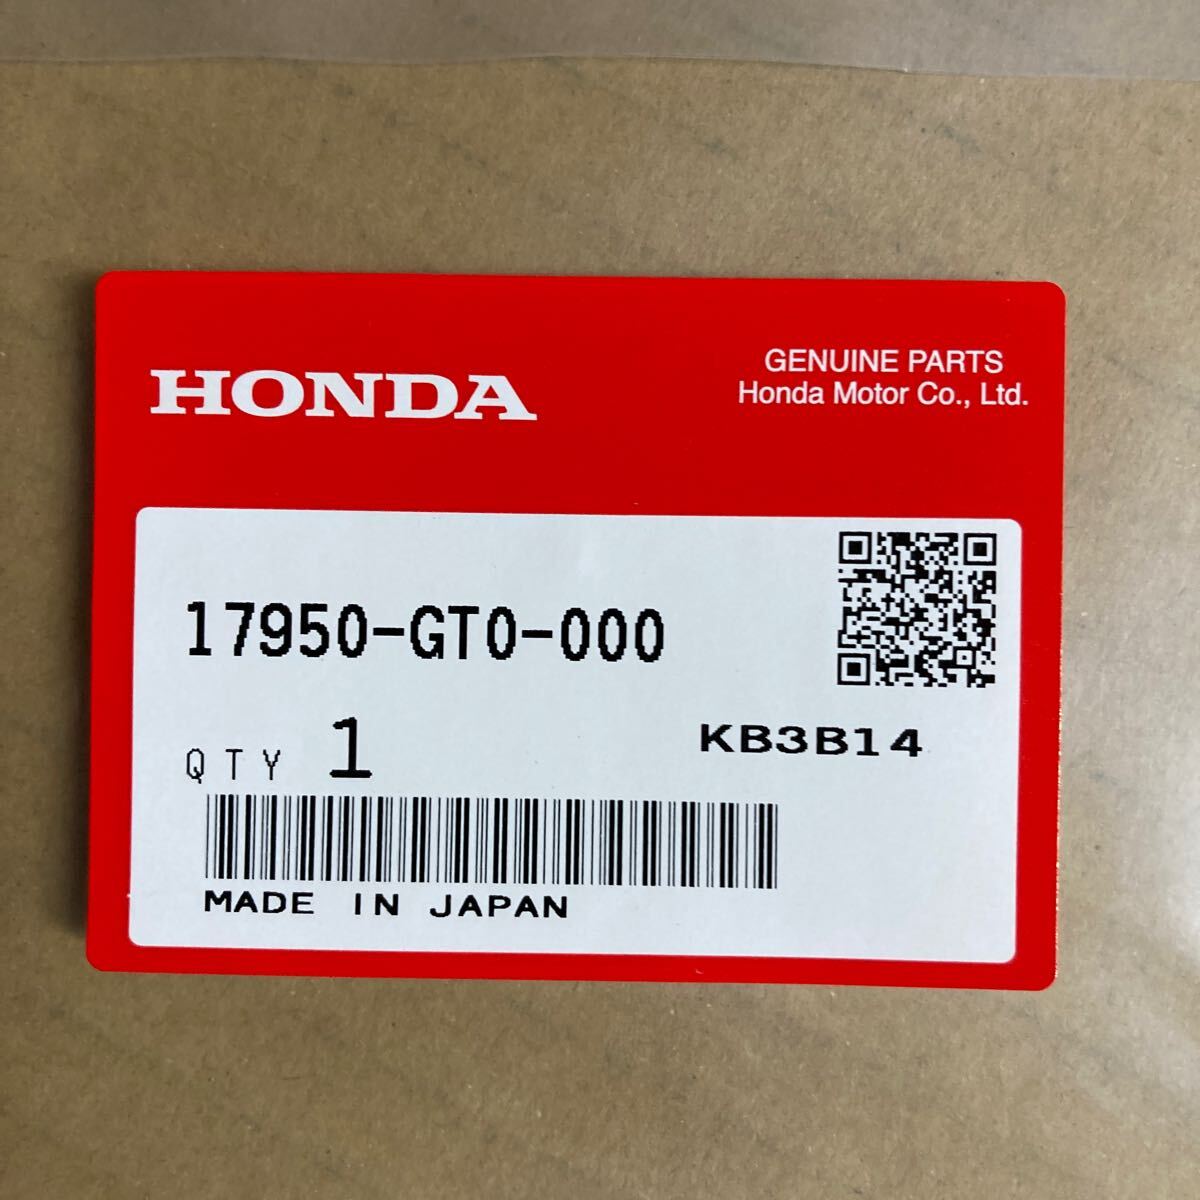 HONDA
GENUINE PARTS
Honda Motor Co., Ltd.
17950-GT0-000
QTY 1
KB3B14
MADE IN JAPAN